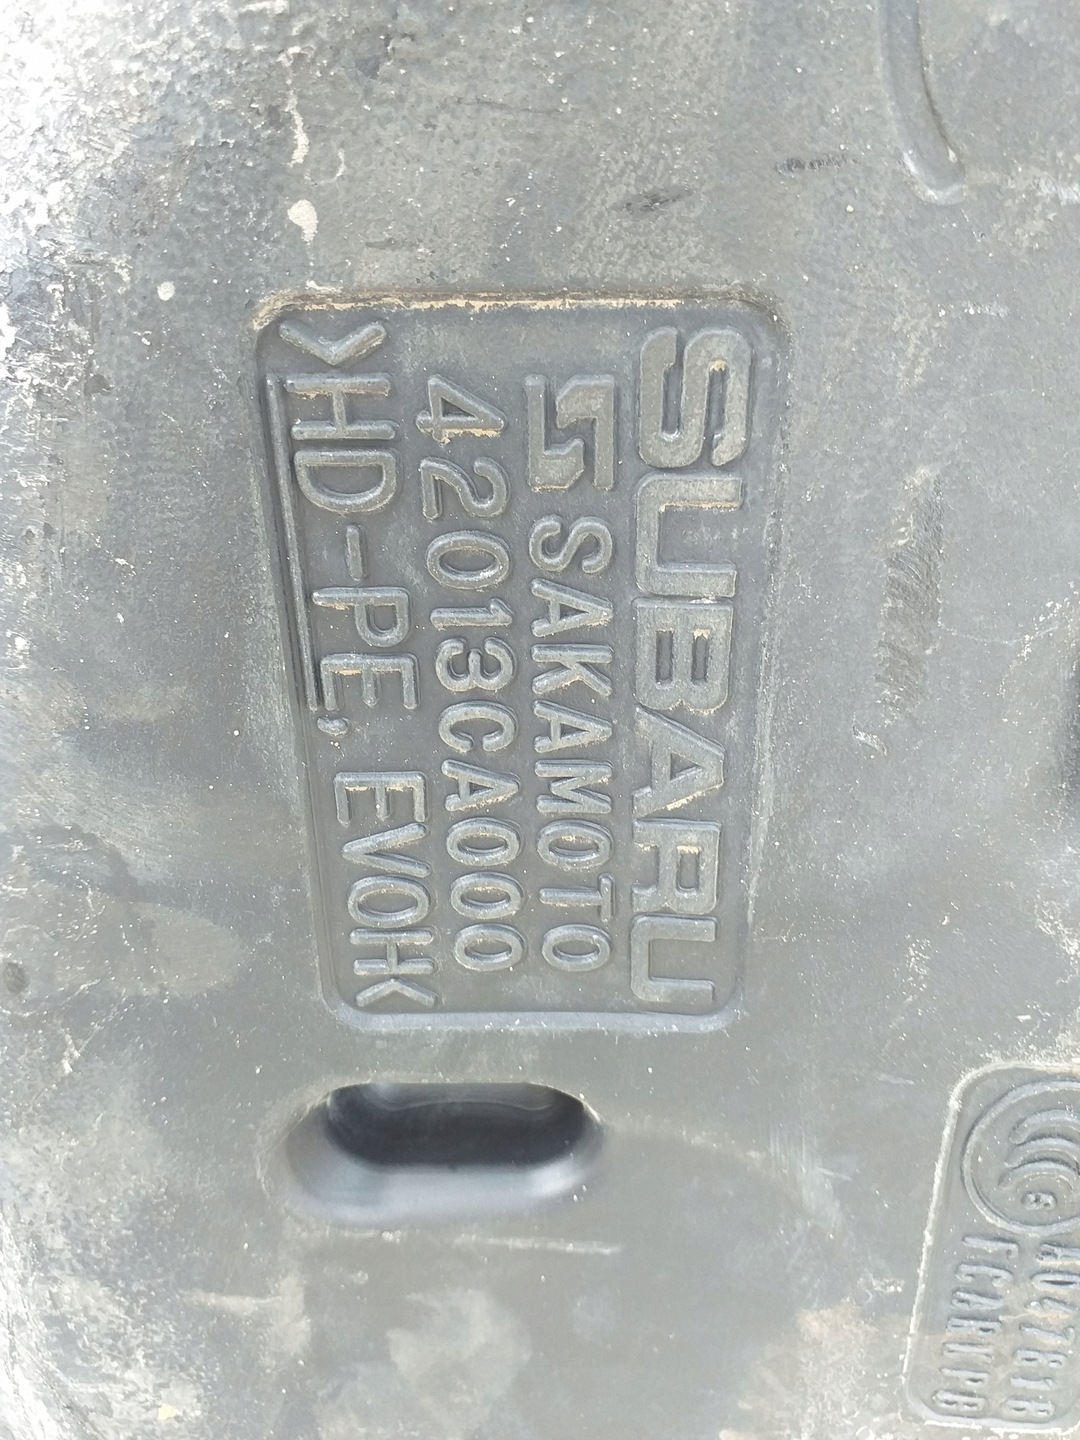 SUBARU
SAKAMOTO
42013CA000
>HD-PE, EVOH<